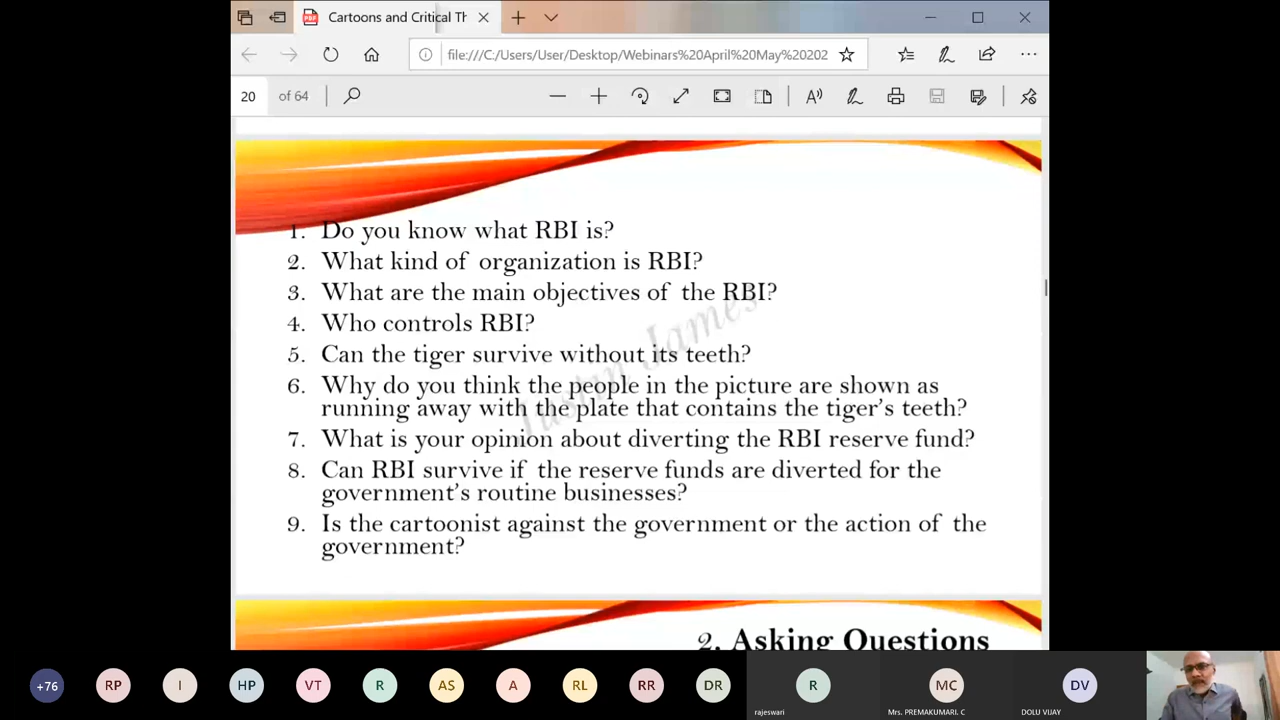 Cartoons and Critical Th
file:///C:/Users/User/Desktop/Webinars%20April%20May%20202
20 of 64
1. Do you know what RBI is?
2. What kind of organization is RBI?
3. What are the main objectives of the RBI?
4. Who controls RBI?
5. Can the tiger survive without its teeth?
6. Why do you think the people in the picture are shown as
running away with the plate that contains the tiger's teeth?
7. What is your opinion about diverting the RBI reserve fund?
8. Can RBI survive if the reserve funds are diverted for the
government's routine businesses?
9. Is the cartoonist against the government or the action of the
government?
Justin James
2. Asking Questions
+76 RP I HP VT R AS A RL RR DR R MC DV
rajeswari Mrs. PREMAKUMARI. C DOLU VIJAY